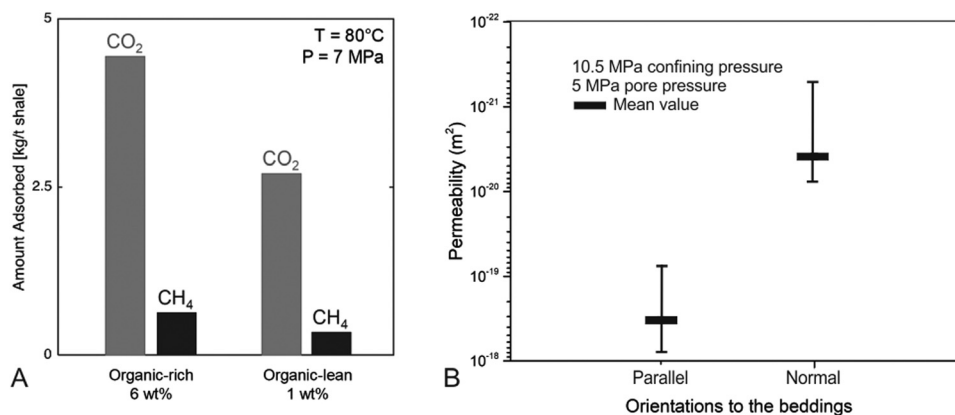 5
2.5
0
Amount Adsorbed [kg/t shale]
CO₂
CH₄
CO₂
CH₄
T = 80°C
P = 7 MPa
Organic-rich
6 wt%
Organic-lean
1 wt%
A
10⁻²²
10⁻²¹
10⁻²⁰
10⁻¹⁹
10⁻¹⁸
Permeability (m²)
10.5 MPa confining pressure
5 MPa pore pressure
Mean value
Parallel
Normal
Orientations to the beddings
B